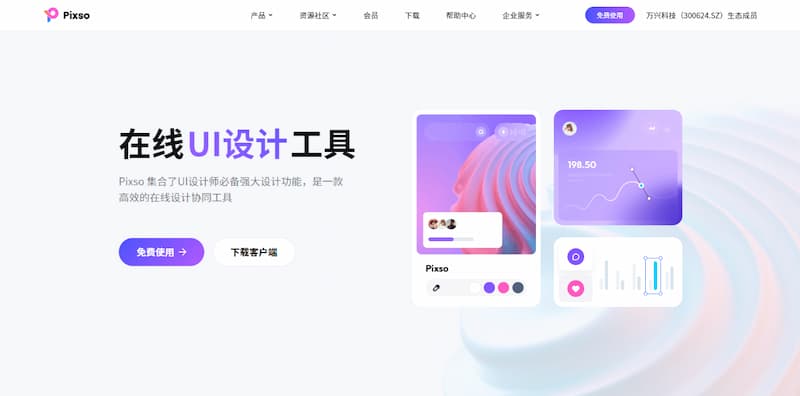 Pixso
产品
资源社区
会员
下载
帮助中心
企业服务
免费使用
万兴科技（300624.SZ）生态成员
在线UI设计工具
Pixso 集合了UI设计师必备强大设计功能，是一款
高效的在线设计协同工具
免费使用 →
下载客户端
198.50
Pixso